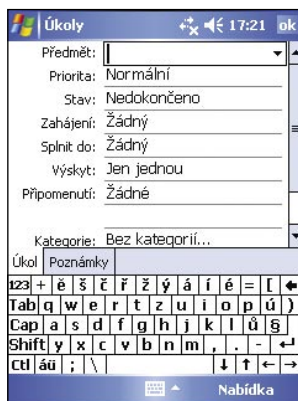 Úkoly 17:21 ok
Předmět:
Priorita: Normální
Stav: Nedokončeno
Zahájení: Žádný
Splnit do: Žádný
Výskyt: Jen jednou
Připomenutí: Žádné
Kategorie: Bez kategorií...
Úkol Poznámky
123 + ě š č ř ž ý á í é = [
Tab q w e r t z u i o p ú )
Cap a s d f g h j k l ů §
Shift y x c v b n m , . -
Ctl áü ; \
Nabídka